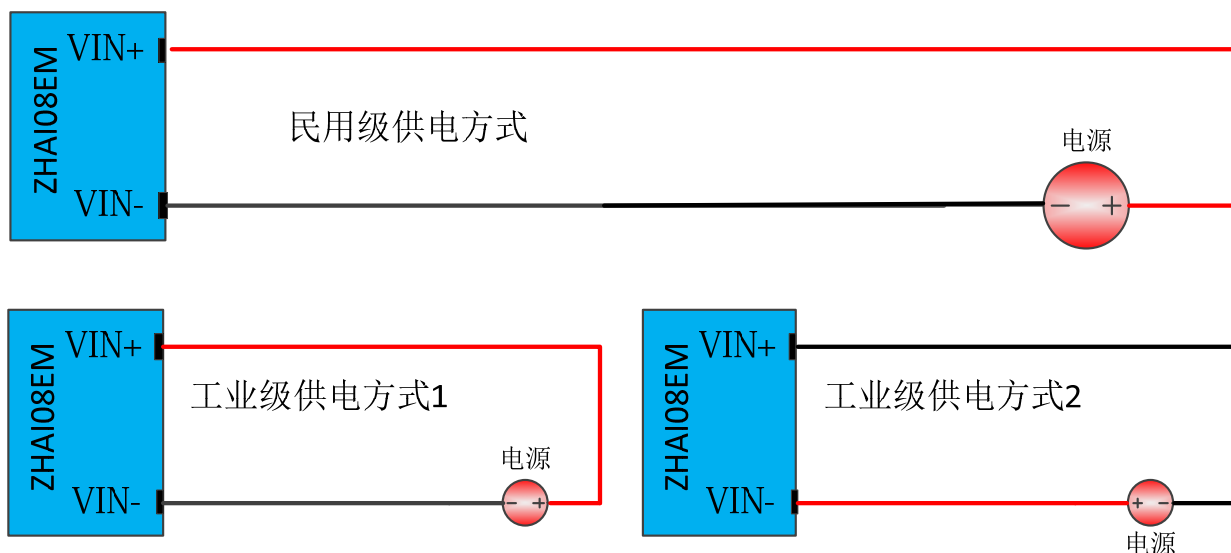 VIN+
ZHAI08EM
民用级供电方式
电源
VIN-
- +
VIN+
ZHAI08EM
工业级供电方式1
电源
VIN-
- +
VIN+
ZHAI08EM
工业级供电方式2
VIN-
+ -
电源